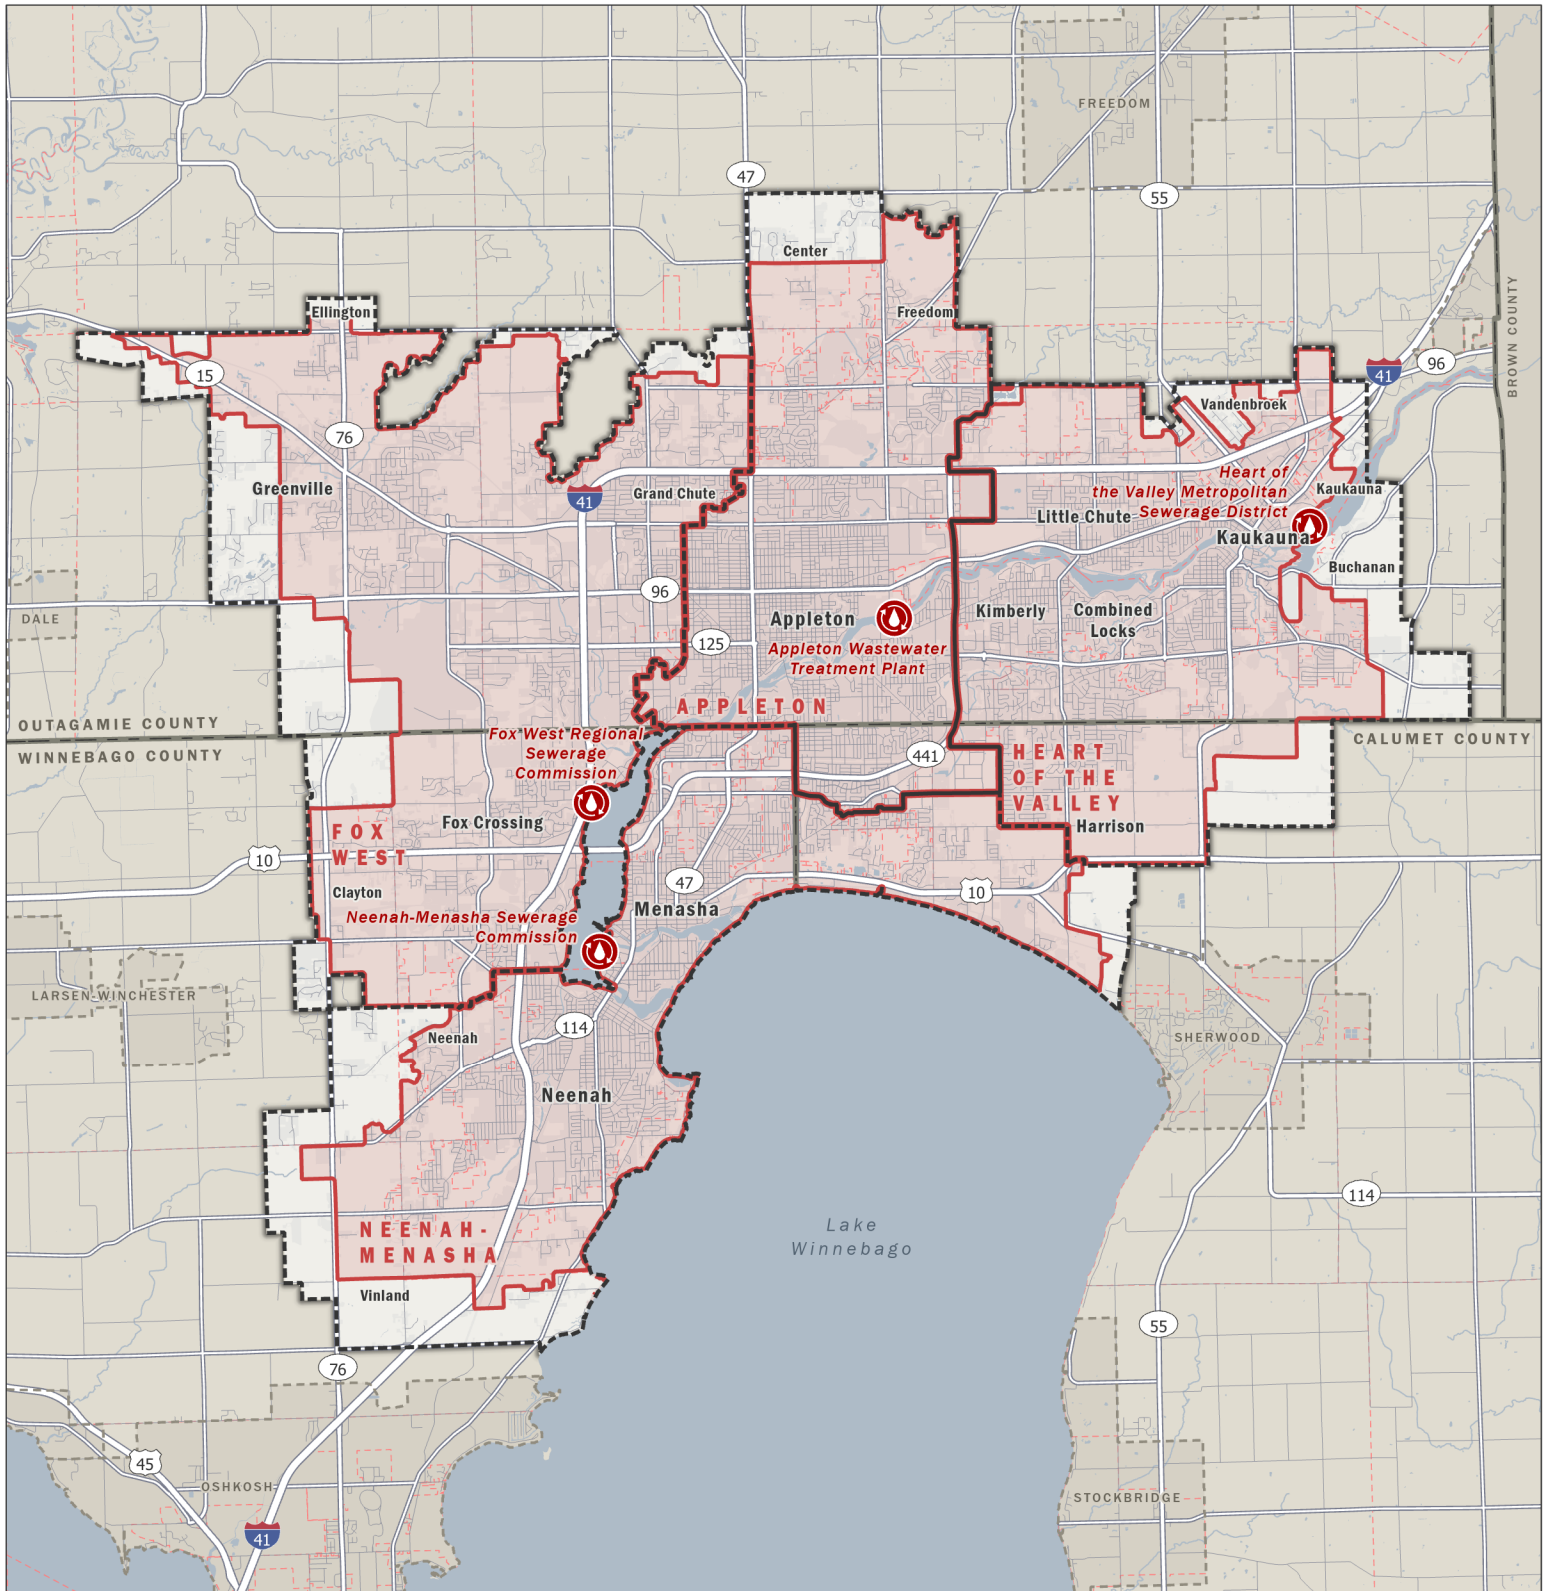 FREEDOM
47
55
Center
Ellington
Freedom
BROWN COUNTY
15
41
96
Vandenbroek
76
Heart of
the Valley Metropolitan
Sewerage District
Greenville
Grand Chute
Kaukauna
41
Little Chute
Kaukauna
Buchanan
96
DALE
Appleton
Kimberly
Combined
Locks
125
Appleton Wastewater
Treatment Plant
APPLETON
OUTAGAMIE COUNTY
WINNEBAGO COUNTY
CALUMET COUNTY
Fox West Regional
Sewerage
Commission
441
HEART
OF THE
VALLEY
FOX
WEST
Fox Crossing
Harrison
10
Clayton
47
10
Menasha
Neenah-Menasha Sewerage
Commission
LARSEN-WINCHESTER
114
Neenah
SHERWOOD
Neenah
114
NEENAH-
MENASHA
Lake
Winnebago
Vinland
55
76
45
OSHKOSH
STOCKBRIDGE
41